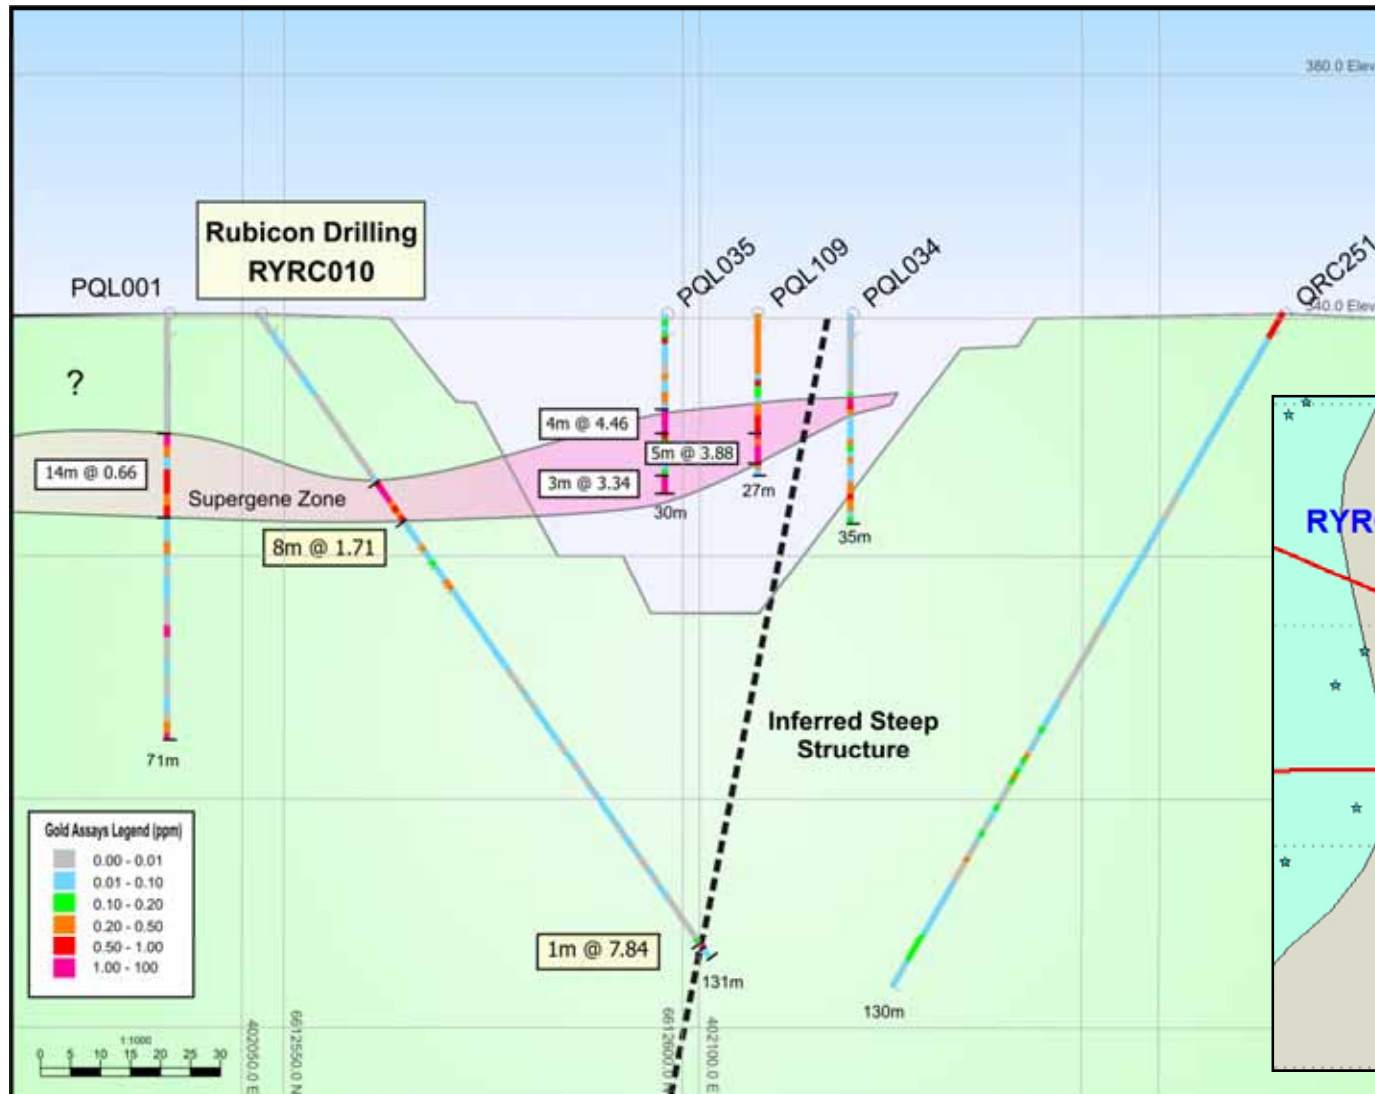 380.0 Elev
Rubicon Drilling
RYRC010
PQL001
PQL035
PQL109
PQL034
QRC251
340.0 Elev
?
4m @ 4.46
5m @ 3.88
14m @ 0.66
3m @ 3.34
Supergene Zone
27m
30m
35m
8m @ 1.71
RYR
Inferred Steep
Structure
71m
Gold Assays Legend (ppm)
0.00 - 0.01
0.01 - 0.10
0.10 - 0.20
0.20 - 0.50
0.50 - 1.00
1.00 - 100
1m @ 7.84
131m
130m
1:1000
0 5 10 15 20 25 30
402050.0 E
6612550.0 N
6612600.0 N
402100.0 E